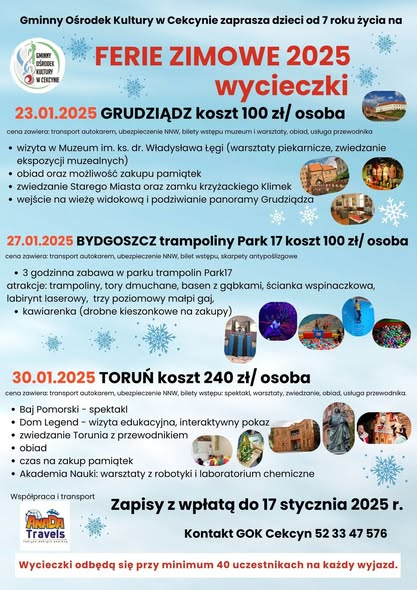 Gminny Ośrodek Kultury w Cekcynie zaprasza dzieci od 7 roku życia na
GMINNY
OŚRODEK
KULTURY
W CEKCYNIE
FERIE ZIMOWE 2025
wycieczki
23.01.2025 GRUDZIĄDZ koszt 100 zł/ osoba
cena zawiera: transport autokarem, ubezpieczenie NNW, bilety wstępu muzeum i warsztaty, obiad, usługa przewodnika
• wizyta w Muzeum im. ks. dr. Władysława Łęgi (warsztaty piekarnicze, zwiedzanie
ekspozycji muzealnych)
• obiad oraz możliwość zakupu pamiątek
• zwiedzanie Starego Miasta oraz zamku krzyżackiego Klimek
• wejście na wieżę widokową i podziwianie panoramy Grudziądza
27.01.2025 BYDGOSZCZ trampoliny Park 17 koszt 100 zł/ osoba
cena zawiera: transport autokarem, ubezpieczenie NNW, bilet wstępu, skarpety antypoślizgowe
• 3 godzinna zabawa w parku trampolin Park17
atrakcje: trampoliny, tory dmuchane, basen z gąbkami, ścianka wspinaczkowa,
labirynt laserowy, trzy poziomowy małpi gaj,
• kawiarenka (drobne kieszonkowe na zakupy)
30.01.2025 TORUŃ koszt 240 zł/ osoba
cena zawiera: transport autokarem, ubezpieczenie NNW, bilety wstępu: spektakl, warsztaty, zwiedzanie, obiad, usługa przewodnika.
• Baj Pomorski - spektakl
• Dom Legend - wizyta edukacyjna, interaktywny pokaz
• zwiedzanie Torunia z przewodnikiem
• obiad
• czas na zakup pamiątek
• Akademia Nauki: warsztaty z robotyki i laboratorium chemiczne
Współpraca i transport
Travels
Zapisy z wpłatą do 17 stycznia 2025 r.
Kontakt GOK Cekcyn 52 33 47 576
Wycieczki odbędą się przy minimum 40 uczestnikach na każdy wyjazd.